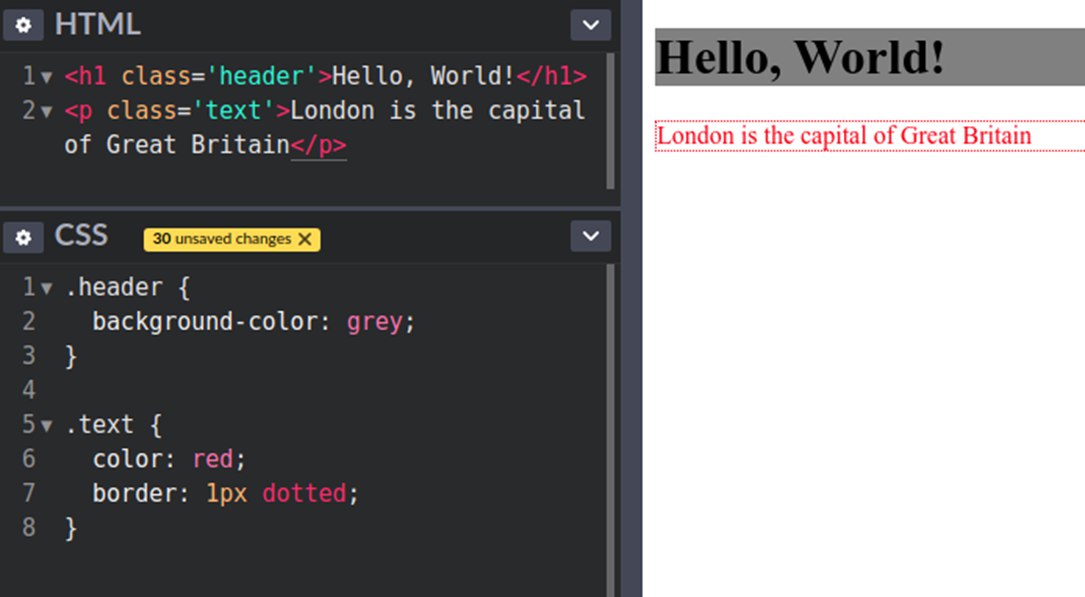 HTML
1 <h1 class='header'>Hello, World!</h1>
2 <p class='text'>London is the capital
of Great Britain</p>
CSS 30 unsaved changes X
1 .header {
2 background-color: grey;
3 }
4
5 .text {
6 color: red;
7 border: 1px dotted;
8 }
Hello, World!
London is the capital of Great Britain